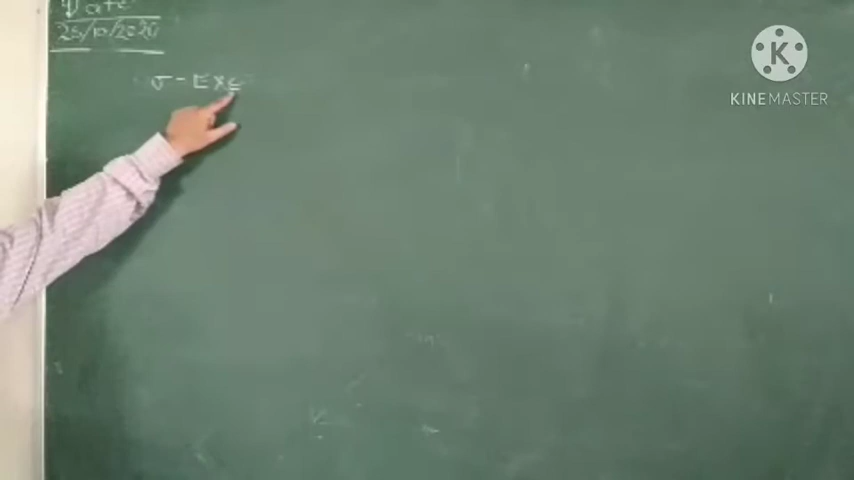 Date
25/10/2020
σ - E × ε
KINEMASTER